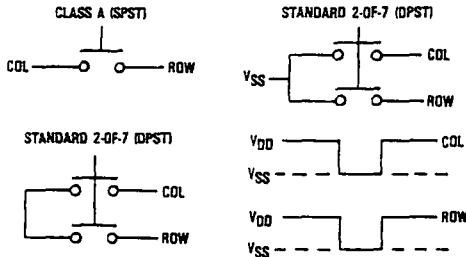 CLASS A (SPST)
COL
ROW
STANDARD 2-OF-7 (DPST)
COL
ROW
STANDARD 2-OF-7 (DPST)
VSS
COL
ROW
VDD
COL
VSS
VDD
ROW
VSS